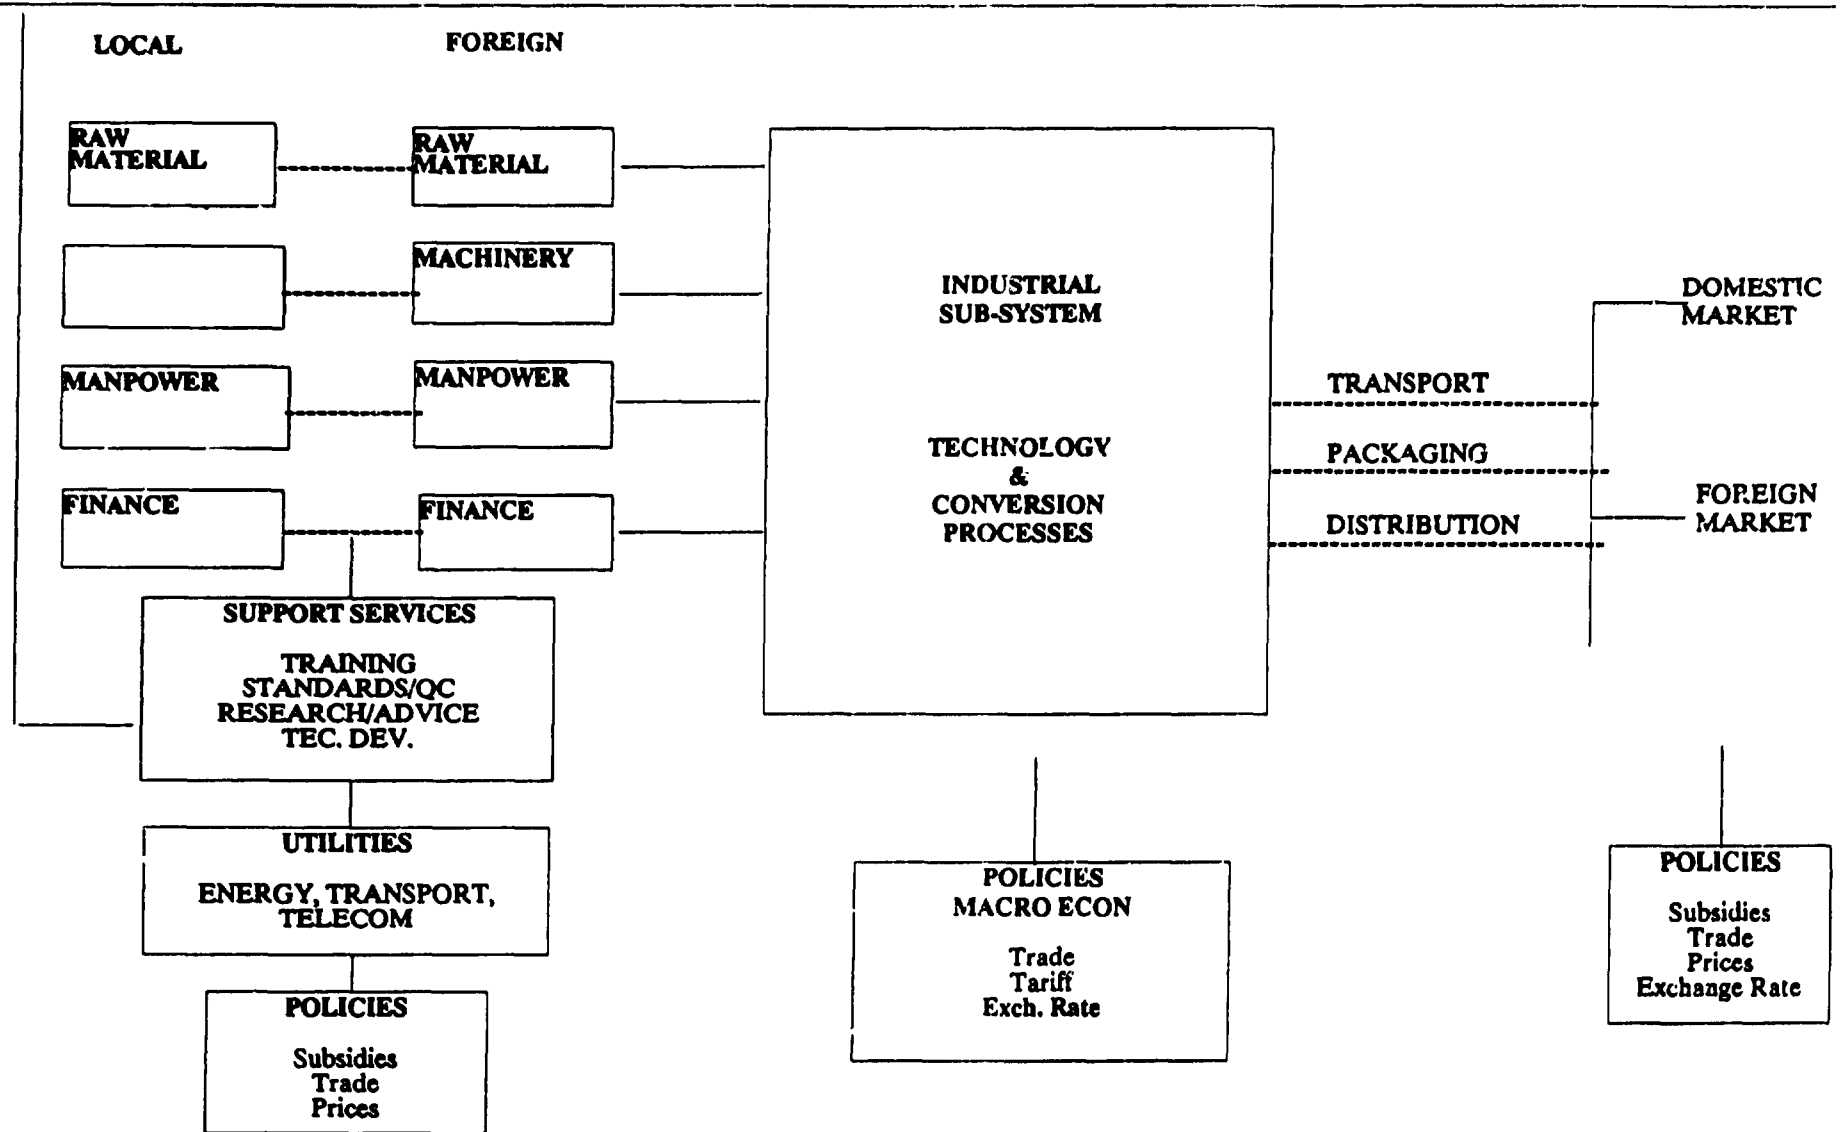 LOCAL
FOREIGN
RAW
MATERIAL
RAW
MATERIAL
MACHINERY
MANPOWER
MANPOWER
FINANCE
FINANCE
SUPPORT SERVICES
TRAINING
STANDARDS/QC
RESEARCH/ADVICE
TEC. DEV.
UTILITIES
ENERGY, TRANSPORT,
TELECOM
POLICIES
Subsidies
Trade
Prices
INDUSTRIAL
SUB-SYSTEM
TECHNOLOGY
&
CONVERSION
PROCESSES
POLICIES
MACRO ECON
Trade
Tariff
Exch. Rate
TRANSPORT
PACKAGING
DISTRIBUTION
DOMESTIC
MARKET
FOREIGN
MARKET
POLICIES
Subsidies
Trade
Prices
Exchange Rate